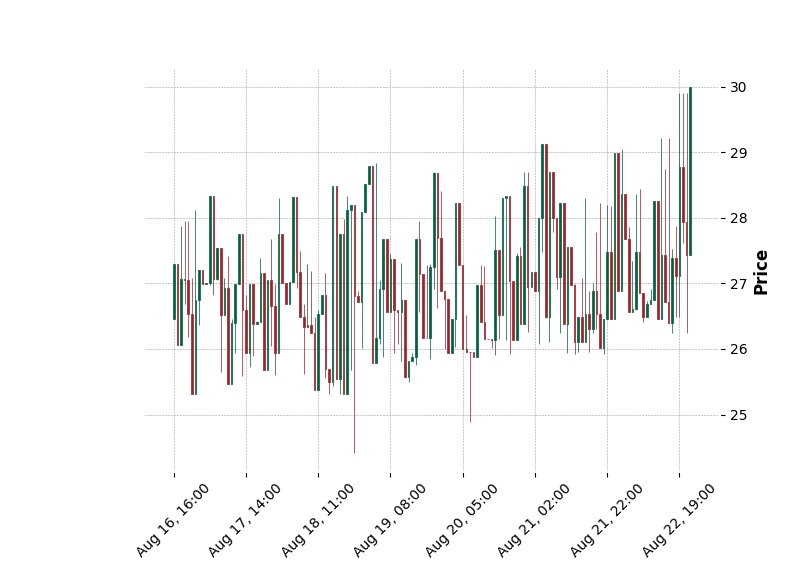 30
29
28
27
26
25
Price
Aug 16, 16:00
Aug 17, 14:00
Aug 18, 11:00
Aug 19, 08:00
Aug 20, 05:00
Aug 21, 02:00
Aug 21, 22:00
Aug 22, 19:00